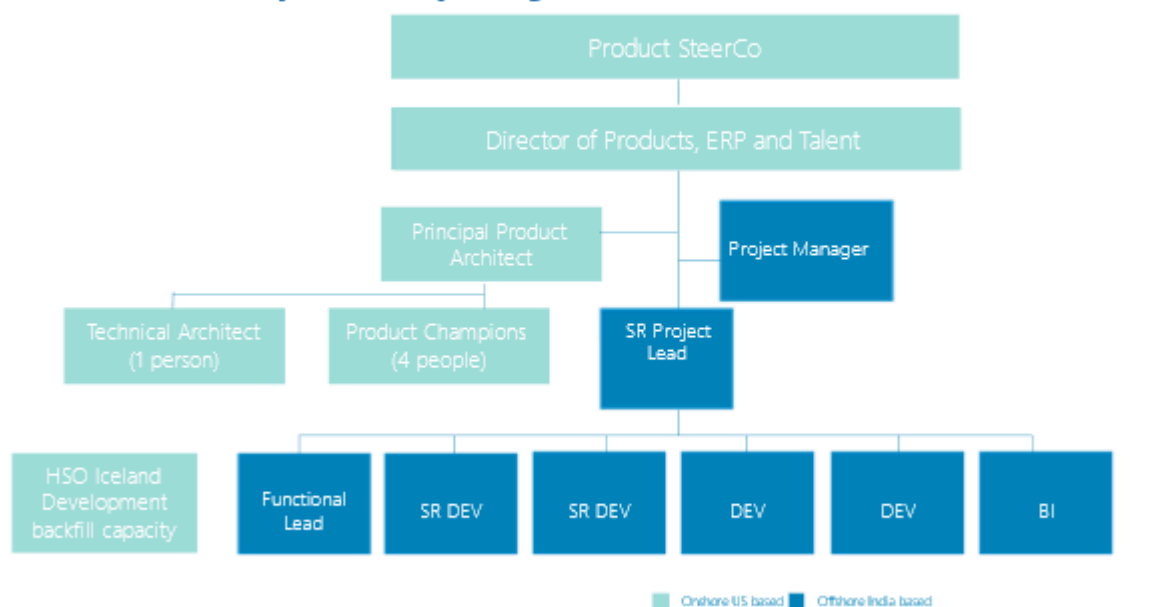 Product SteerCo
Director of Products, ERP and Talent
Principal Product
Architect
Project Manager
Technical Architect
(1 person)
Product Champions
(4 people)
SR Project
Lead
HSO Iceland
Development
backfill capacity
Functional
Lead
SR DEV
SR DEV
DEV
DEV
BI
Onshore US based
Offshore India based